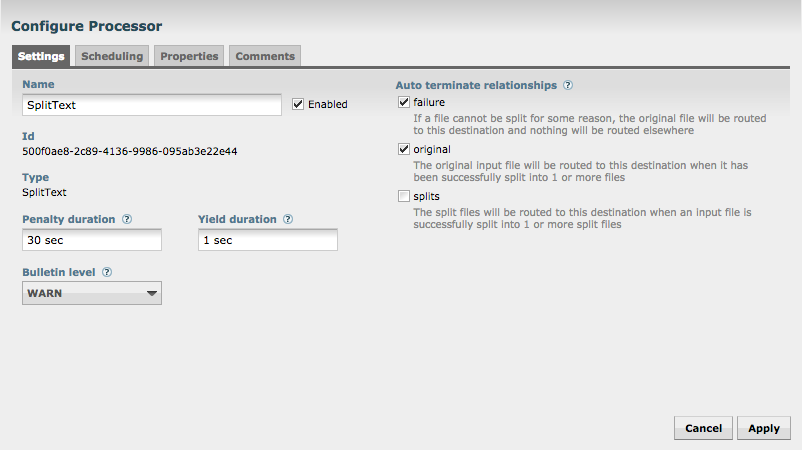 Configure Processor
Settings Scheduling Properties Comments
Name
SplitText
Enabled
Id
500f0ae8-2c89-4136-9986-095ab3e22e44
Type
SplitText
Penalty duration ? Yield duration ?
30 sec 1 sec
Bulletin level ?
WARN
Auto terminate relationships ?
failure
If a file cannot be split for some reason, the original file will be routed
to this destination and nothing will be routed elsewhere
original
The original input file will be routed to this destination when it has
been successfully split into 1 or more files
splits
The split files will be routed to this destination when an input file is
successfully split into 1 or more split files
Cancel Apply